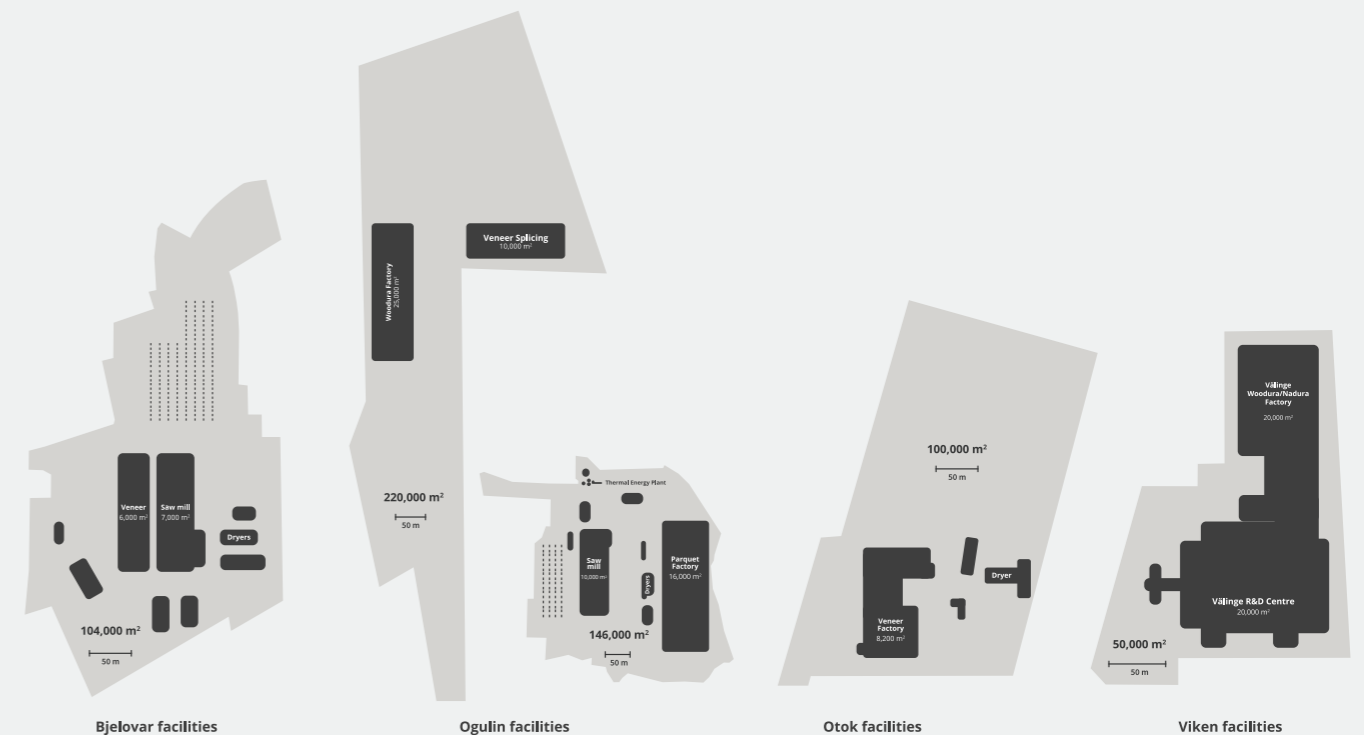 Veneer
6,000 m²
Saw mill
7,000 m²
Dryers
104,000 m²
50 m
Bjelovar facilities
Woodura Factory
25,000 m²
Veneer Splicing
10,000 m²
220,000 m²
50 m
Thermal Energy Plant
Saw
mill
10,000 m²
Dryers
Parquet
Factory
16,000 m²
146,000 m²
50 m
Ogulin facilities
100,000 m²
50 m
Dryer
Veneer
Factory
8,200 m²
Otok facilities
Välinge
Woodura/Nadura
Factory
20,000 m²
Välinge R&D Centre
20,000 m²
50,000 m²
50 m
Viken facilities